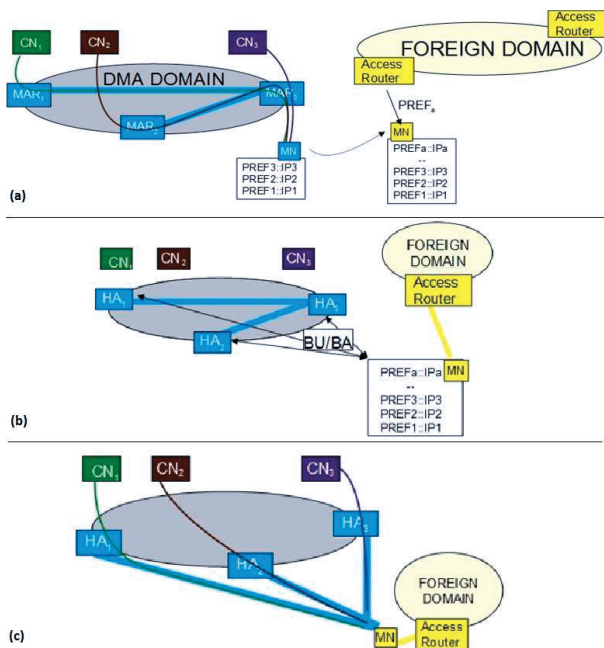 CN1
CN2
CN3
DMA DOMAIN
MAR1
MAR2
MAR3
MN
PREF3::IP3
PREF2::IP2
PREF1::IP1
Access
Router
FOREIGN DOMAIN
Access
Router
PREFa
MN
PREFa::IPa
--
PREF3::IP3
PREF2::IP2
PREF1::IP1
(a)
CN1
CN2
CN3
HA1
HA2
HA3
BU/BA
FOREIGN
DOMAIN
Access
Router
PREFa::IPa
MN
--
PREF3::IP3
PREF2::IP2
PREF1::IP1
(b)
CN1
CN2
CN3
HA1
HA2
HA3
FOREIGN
DOMAIN
MN
Access
Router
(c)